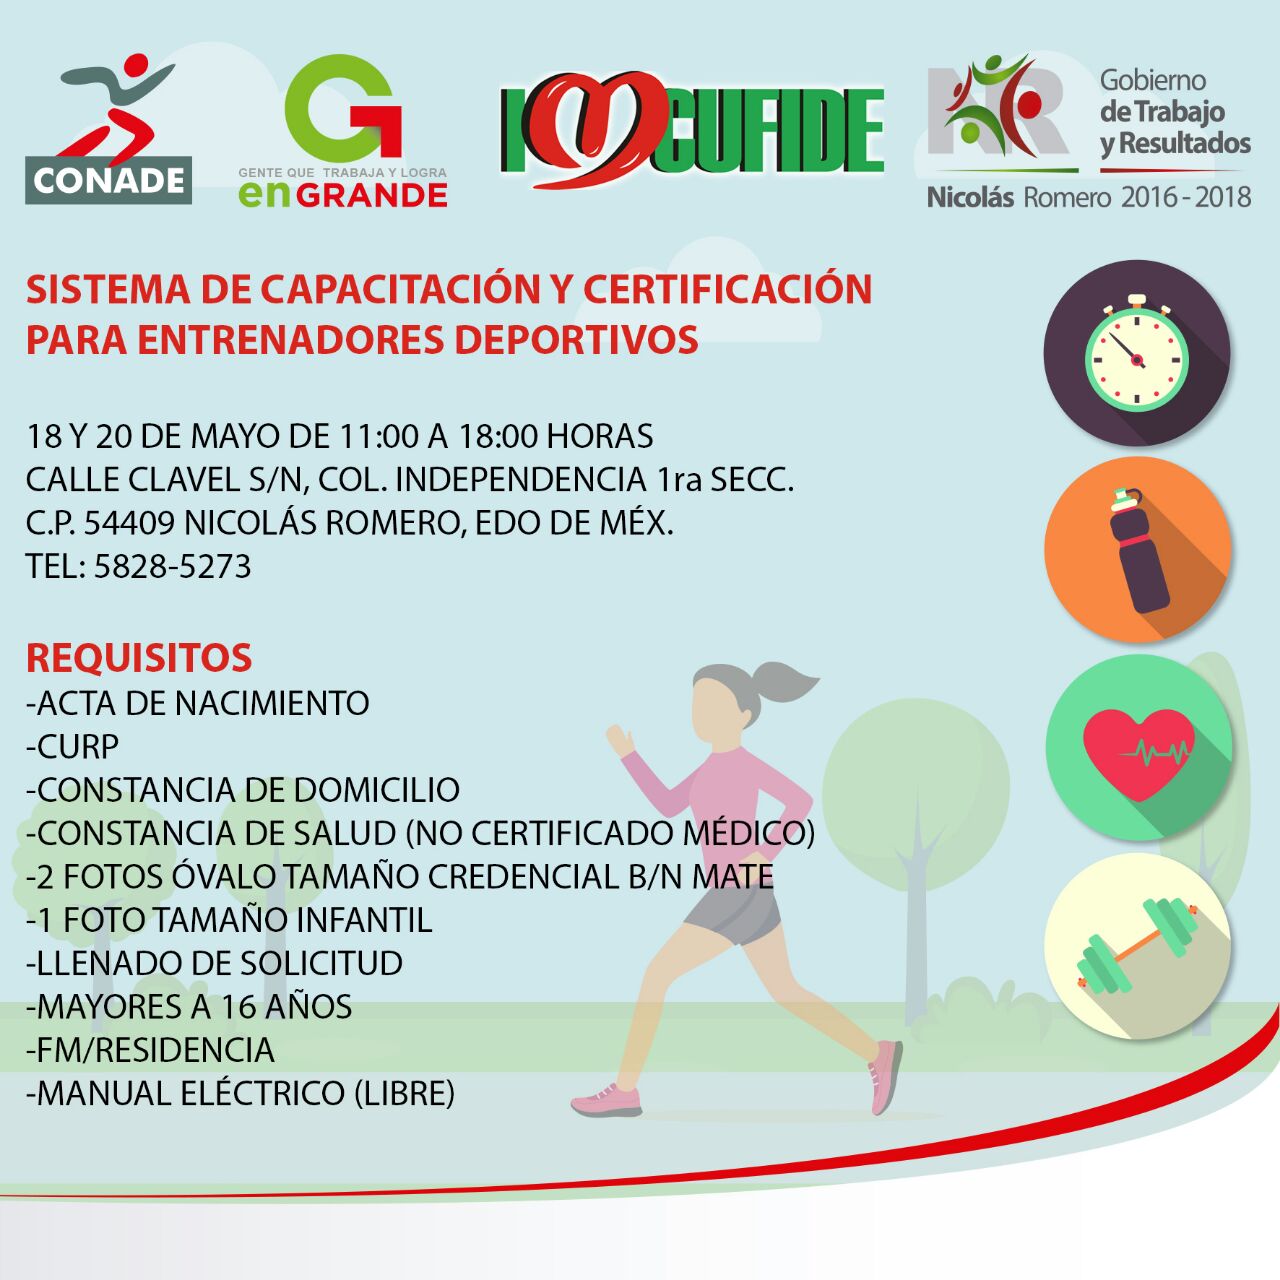 CONADE
GENTE QUE TRABAJA Y LOGRA
enGRANDE
IMCUFIDE
NR
Gobierno
de Trabajo
y Resultados
Nicolás Romero 2016 - 2018
SISTEMA DE CAPACITACIÓN Y CERTIFICACIÓN
PARA ENTRENADORES DEPORTIVOS
18 Y 20 DE MAYO DE 11:00 A 18:00 HORAS
CALLE CLAVEL S/N, COL. INDEPENDENCIA 1ra SECC.
C.P. 54409 NICOLÁS ROMERO, EDO DE MÉX.
TEL: 5828-5273
REQUISITOS
-ACTA DE NACIMIENTO
-CURP
-CONSTANCIA DE DOMICILIO
-CONSTANCIA DE SALUD (NO CERTIFICADO MÉDICO)
-2 FOTOS ÓVALO TAMAÑO CREDENCIAL B/N MATE
-1 FOTO TAMAÑO INFANTIL
-LLENADO DE SOLICITUD
-MAYORES A 16 AÑOS
-FM/RESIDENCIA
-MANUAL ELÉCTRICO (LIBRE)